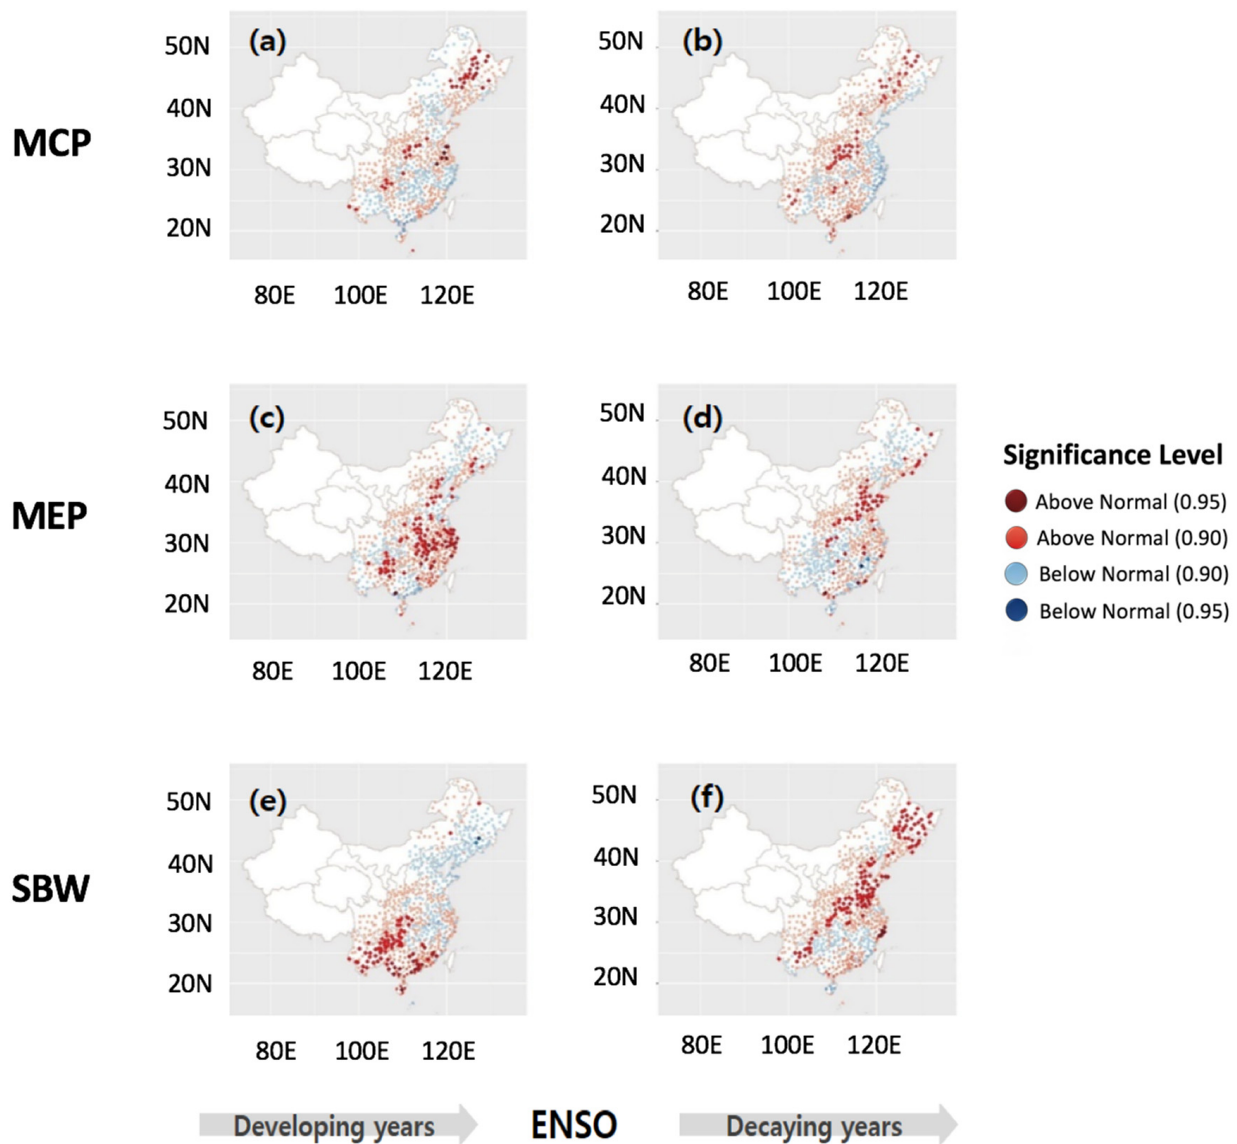 (a)
50N
40N
30N
20N
80E 100E 120E
MCP
(b)
50N
40N
30N
20N
80E 100E 120E
(c)
50N
40N
30N
20N
80E 100E 120E
MEP
(d)
50N
40N
30N
20N
80E 100E 120E
Significance Level
Above Normal (0.95)
Above Normal (0.90)
Below Normal (0.90)
Below Normal (0.95)
(e)
50N
40N
30N
20N
80E 100E 120E
SBW
(f)
50N
40N
30N
20N
80E 100E 120E
Developing years ENSO Decaying years